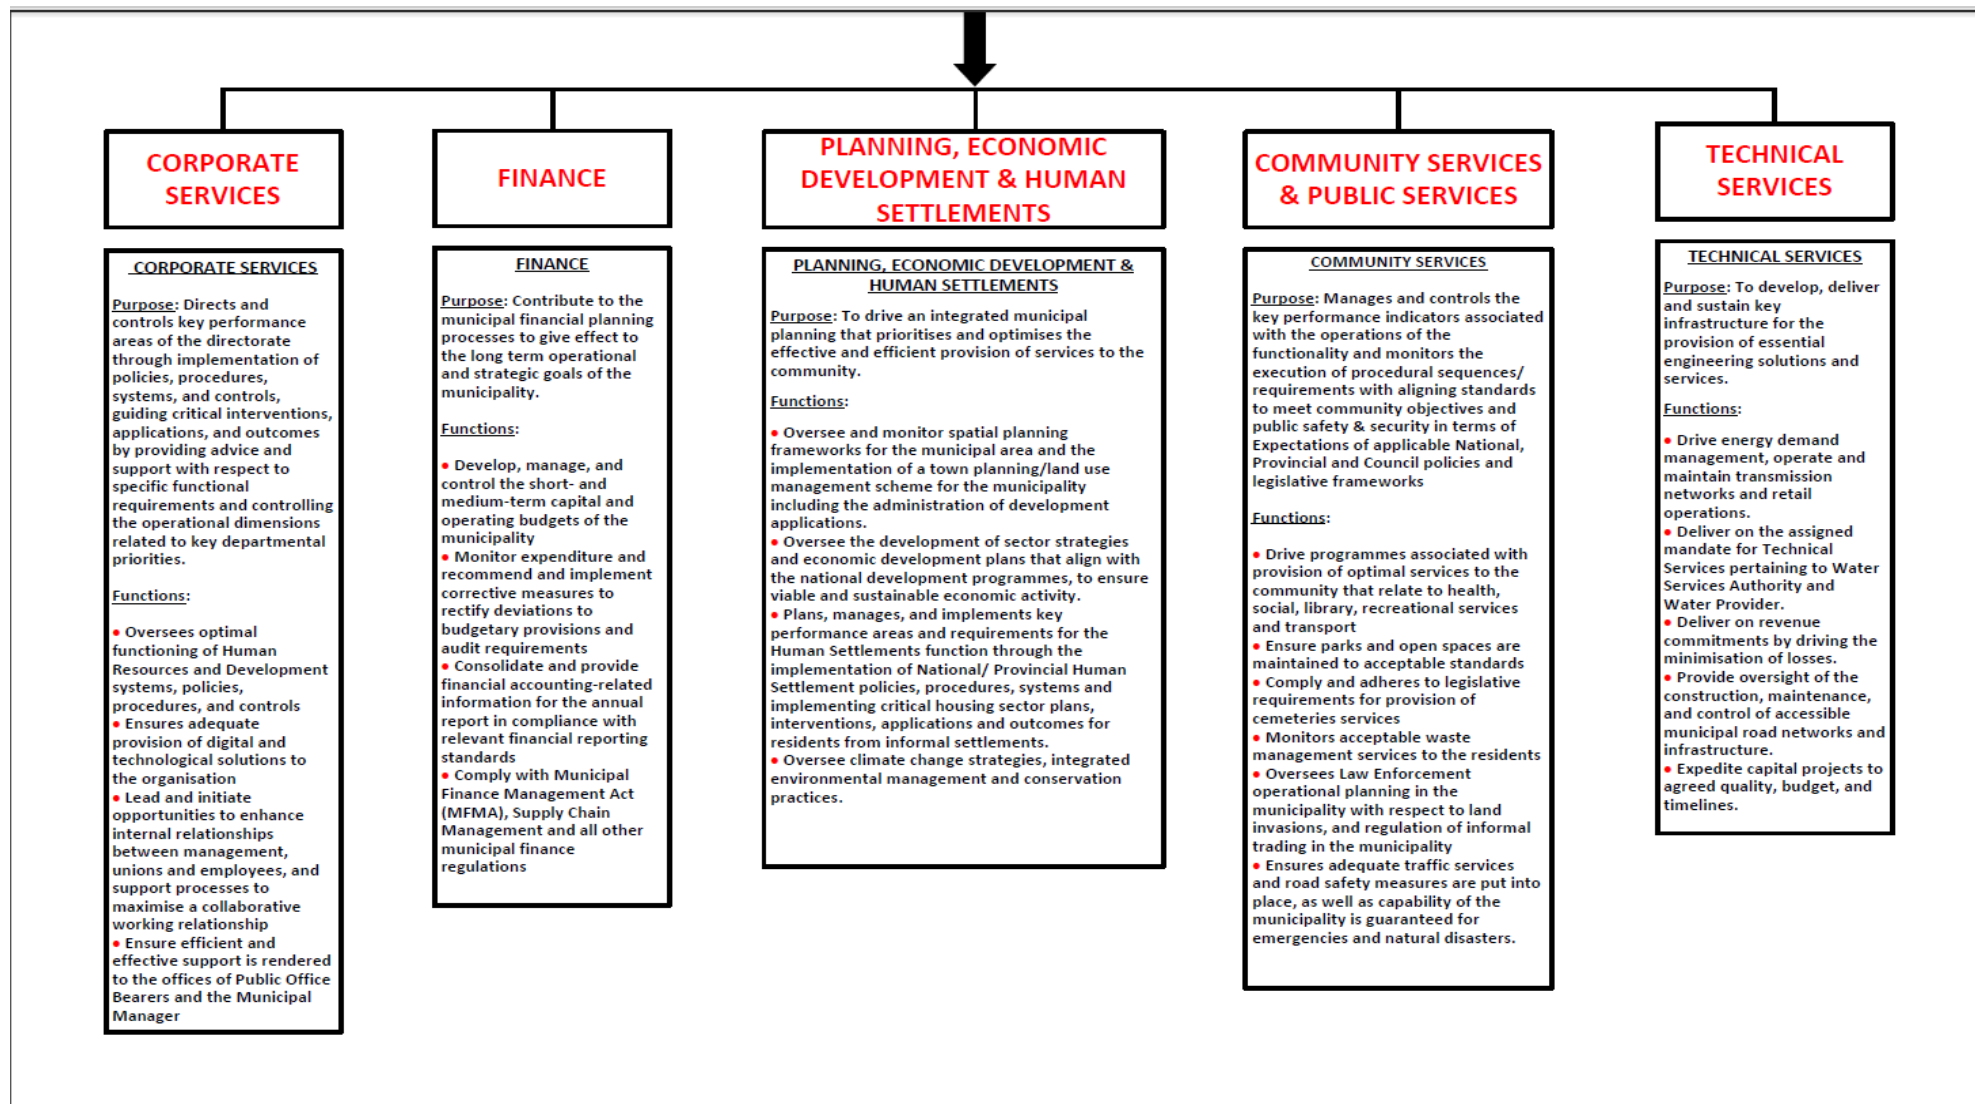 CORPORATE
SERVICES
FINANCE
PLANNING, ECONOMIC
DEVELOPMENT & HUMAN
SETTLEMENTS
COMMUNITY SERVICES
& PUBLIC SERVICES
TECHNICAL
SERVICES
CORPORATE SERVICES
Purpose: Directs and
controls key performance
areas of the directorate
through implementation of
policies, procedures,
systems, and controls,
guiding critical interventions,
applications, and outcomes
by providing advice and
support with respect to
specific functional
requirements and controlling
the operational dimensions
related to key departmental
priorities.
Functions:
• Oversees optimal
functioning of Human
Resources and Development
systems, policies,
procedures, and controls
• Ensures adequate
provision of digital and
technological solutions to
the organisation
• Lead and initiate
opportunities to enhance
internal relationships
between management,
unions and employees, and
support processes to
maximise a collaborative
working relationship
• Ensure efficient and
effective support is rendered
to the offices of Public Office
Bearers and the Municipal
Manager
FINANCE
Purpose: Contribute to the
municipal financial planning
processes to give effect to
the long term operational
and strategic goals of the
municipality.
Functions:
• Develop, manage, and
control the short- and
medium-term capital and
operating budgets of the
municipality
• Monitor expenditure and
recommend and implement
corrective measures to
rectify deviations to
budgetary provisions and
audit requirements
• Consolidate and provide
financial accounting-related
information for the annual
report in compliance with
relevant financial reporting
standards
• Comply with Municipal
Finance Management Act
(MFMA), Supply Chain
Management and all other
municipal finance
regulations
PLANNING, ECONOMIC DEVELOPMENT &
HUMAN SETTLEMENTS
Purpose: To drive an integrated municipal
planning that prioritises and optimises the
effective and efficient provision of services to the
community.
Functions:
• Oversee and monitor spatial planning
frameworks for the municipal area and the
implementation of a town planning/land use
management scheme for the municipality
including the administration of development
applications.
• Oversee the development of sector strategies
and economic development plans that align with
the national development programmes, to ensure
viable and sustainable economic activity.
• Plans, manages, and implements key
performance areas and requirements for the
Human Settlements function through the
implementation of National/ Provincial Human
Settlement policies, procedures, systems and
implementing critical housing sector plans,
interventions, applications and outcomes for
residents from informal settlements.
• Oversee climate change strategies, integrated
environmental management and conservation
practices.
COMMUNITY SERVICES
Purpose: Manages and controls the
key performance indicators associated
with the operations of the
functionality and monitors the
execution of procedural sequences/
requirements with aligning standards
to meet community objectives and
public safety & security in terms of
Expectations of applicable National,
Provincial and Council policies and
legislative frameworks
Functions:
• Drive programmes associated with
provision of optimal services to the
community that relate to health,
social, library, recreational services
and transport
• Ensure parks and open spaces are
maintained to acceptable standards
• Comply and adheres to legislative
requirements for provision of
cemeteries services
• Monitors acceptable waste
management services to the residents
• Oversees Law Enforcement
operational planning in the
municipality with respect to land
invasions, and regulation of informal
trading in the municipality
• Ensures adequate traffic services
and road safety measures are put into
place, as well as capability of the
municipality is guaranteed for
emergencies and natural disasters.
TECHNICAL SERVICES
Purpose: To develop, deliver
and sustain key
infrastructure for the
provision of essential
engineering solutions and
services.
Functions:
• Drive energy demand
management, operate and
maintain transmission
networks and retail
operations.
• Deliver on the assigned
mandate for Technical
Services pertaining to Water
Services Authority and
Water Provider.
• Deliver on revenue
commitments by driving the
minimisation of losses.
• Provide oversight of the
construction, maintenance,
and control of accessible
municipal road networks and
infrastructure.
• Expedite capital projects to
agreed quality, budget, and
timelines.